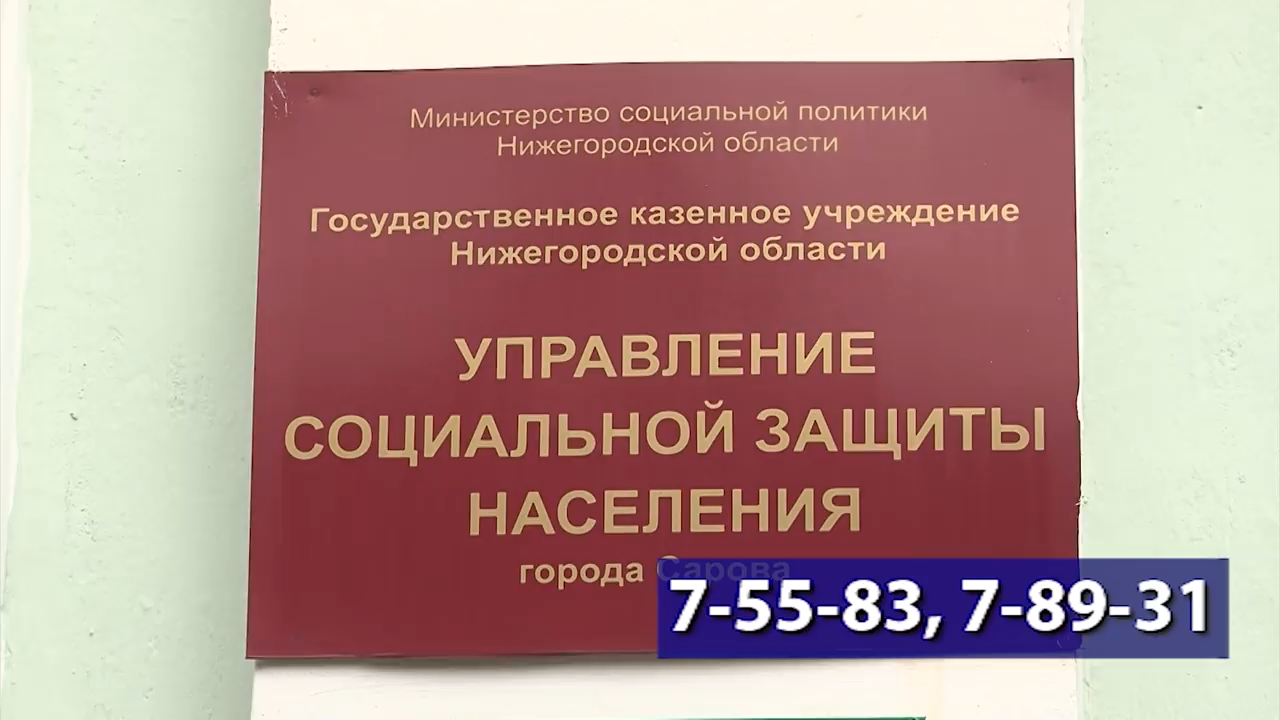 Министерство социальной политики
Нижегородской области
Государственное казенное учреждение
Нижегородской области
УПРАВЛЕНИЕ
СОЦИАЛЬНОЙ ЗАЩИТЫ
НАСЕЛЕНИЯ
города Сарова
7-55-83, 7-89-31